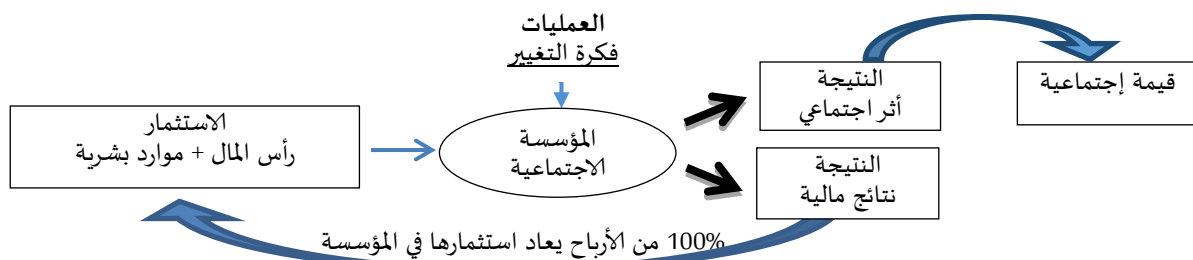 العمليات
فكرة التغيير
الاستثمار
رأس المال + موارد بشرية
المؤسسة
الاجتماعية
النتيجة
أثر اجتماعي
قيمة إجتماعية
النتيجة
نتائج مالية
100% من الأرباح يعاد استثمارها في المؤسسة